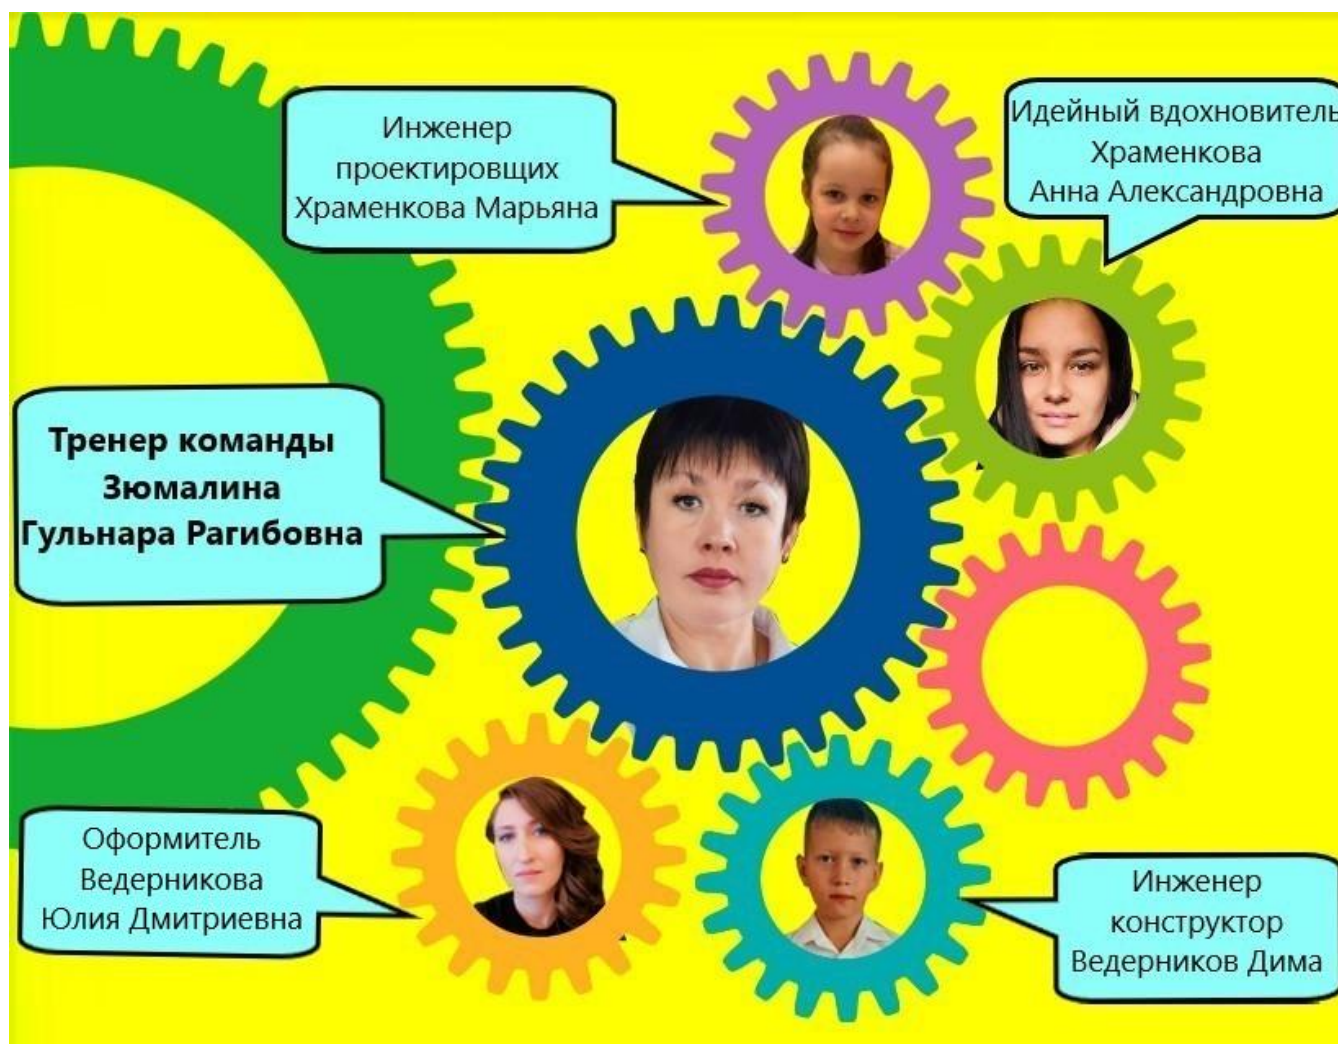 Инженер
проектировщих
Храменкова Марьяна
Идейный вдохновитель
Храменкова
Анна Александровна
Тренер команды
Зюмалина
Гульнара Рагибовна
Оформитель
Ведерникова
Юлия Дмитриевна
Инженер
конструктор
Ведерников Дима